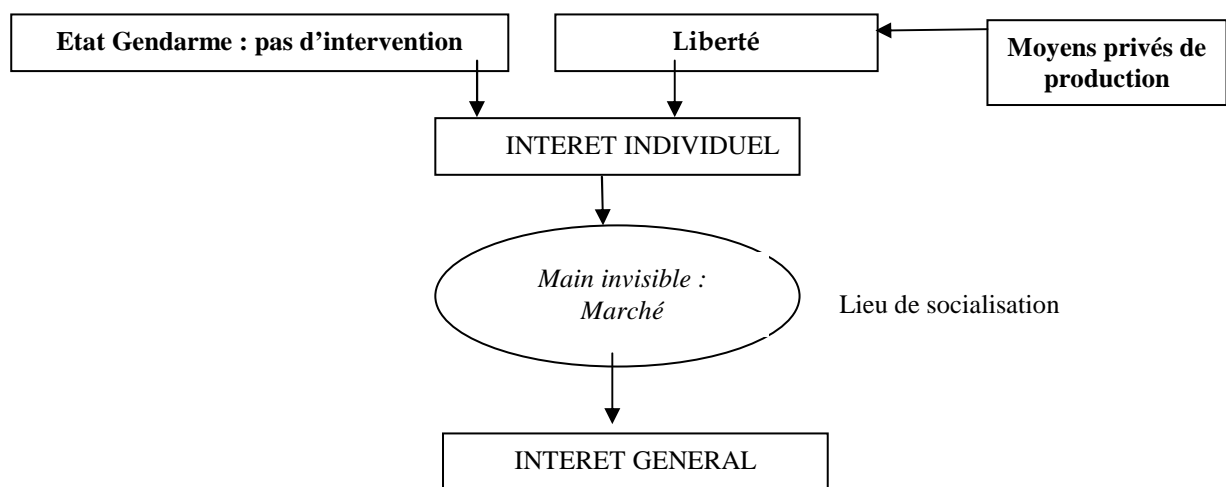 Etat Gendarme : pas d’intervention
Liberté
Moyens privés de
production
INTERET INDIVIDUEL
Main invisible :
Marché
Lieu de socialisation
INTERET GENERAL